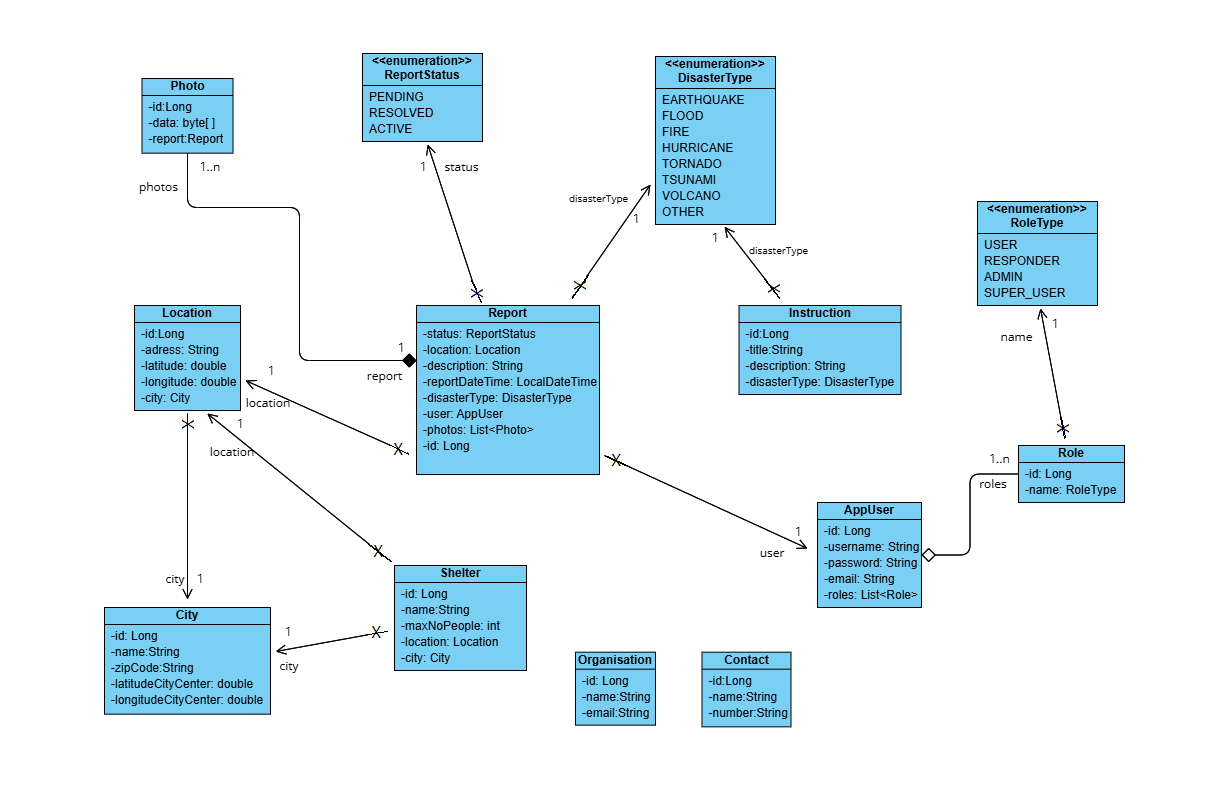 Photo
-id:Long
-data: byte[ ]
-report:Report
1..n
photos
<<enumeration>>
ReportStatus
PENDING
RESOLVED
ACTIVE
1
status
<<enumeration>>
DisasterType
EARTHQUAKE
FLOOD
FIRE
HURRICANE
TORNADO
TSUNAMI
VOLCANO
OTHER
disasterType
1
1
disasterType
<<enumeration>>
RoleType
USER
RESPONDER
ADMIN
SUPER_USER
name
1
Location
-id:Long
-adress: String
-latitude: double
-longitude: double
-city: City
1
location
1
location
Report
-status: ReportStatus
-location: Location
-description: String
-reportDateTime: LocalDateTime
-disasterType: DisasterType
-user: AppUser
-photos: List<Photo>
-id: Long
1
report
Instruction
-id:Long
-title:String
-description: String
-disasterType: DisasterType
Role
-id: Long
-name: RoleType
1..n
roles
AppUser
-id: Long
-username: String
-password: String
-email: String
-roles: List<Role>
1
user
city
1
City
-id: Long
-name:String
-zipCode:String
-latitudeCityCenter: double
-longitudeCityCenter: double
1
city
Shelter
-id: Long
-name:String
-maxNoPeople: int
-location: Location
-city: City
Organisation
-id: Long
-name:String
-email:String
Contact
-id:Long
-name:String
-number:String